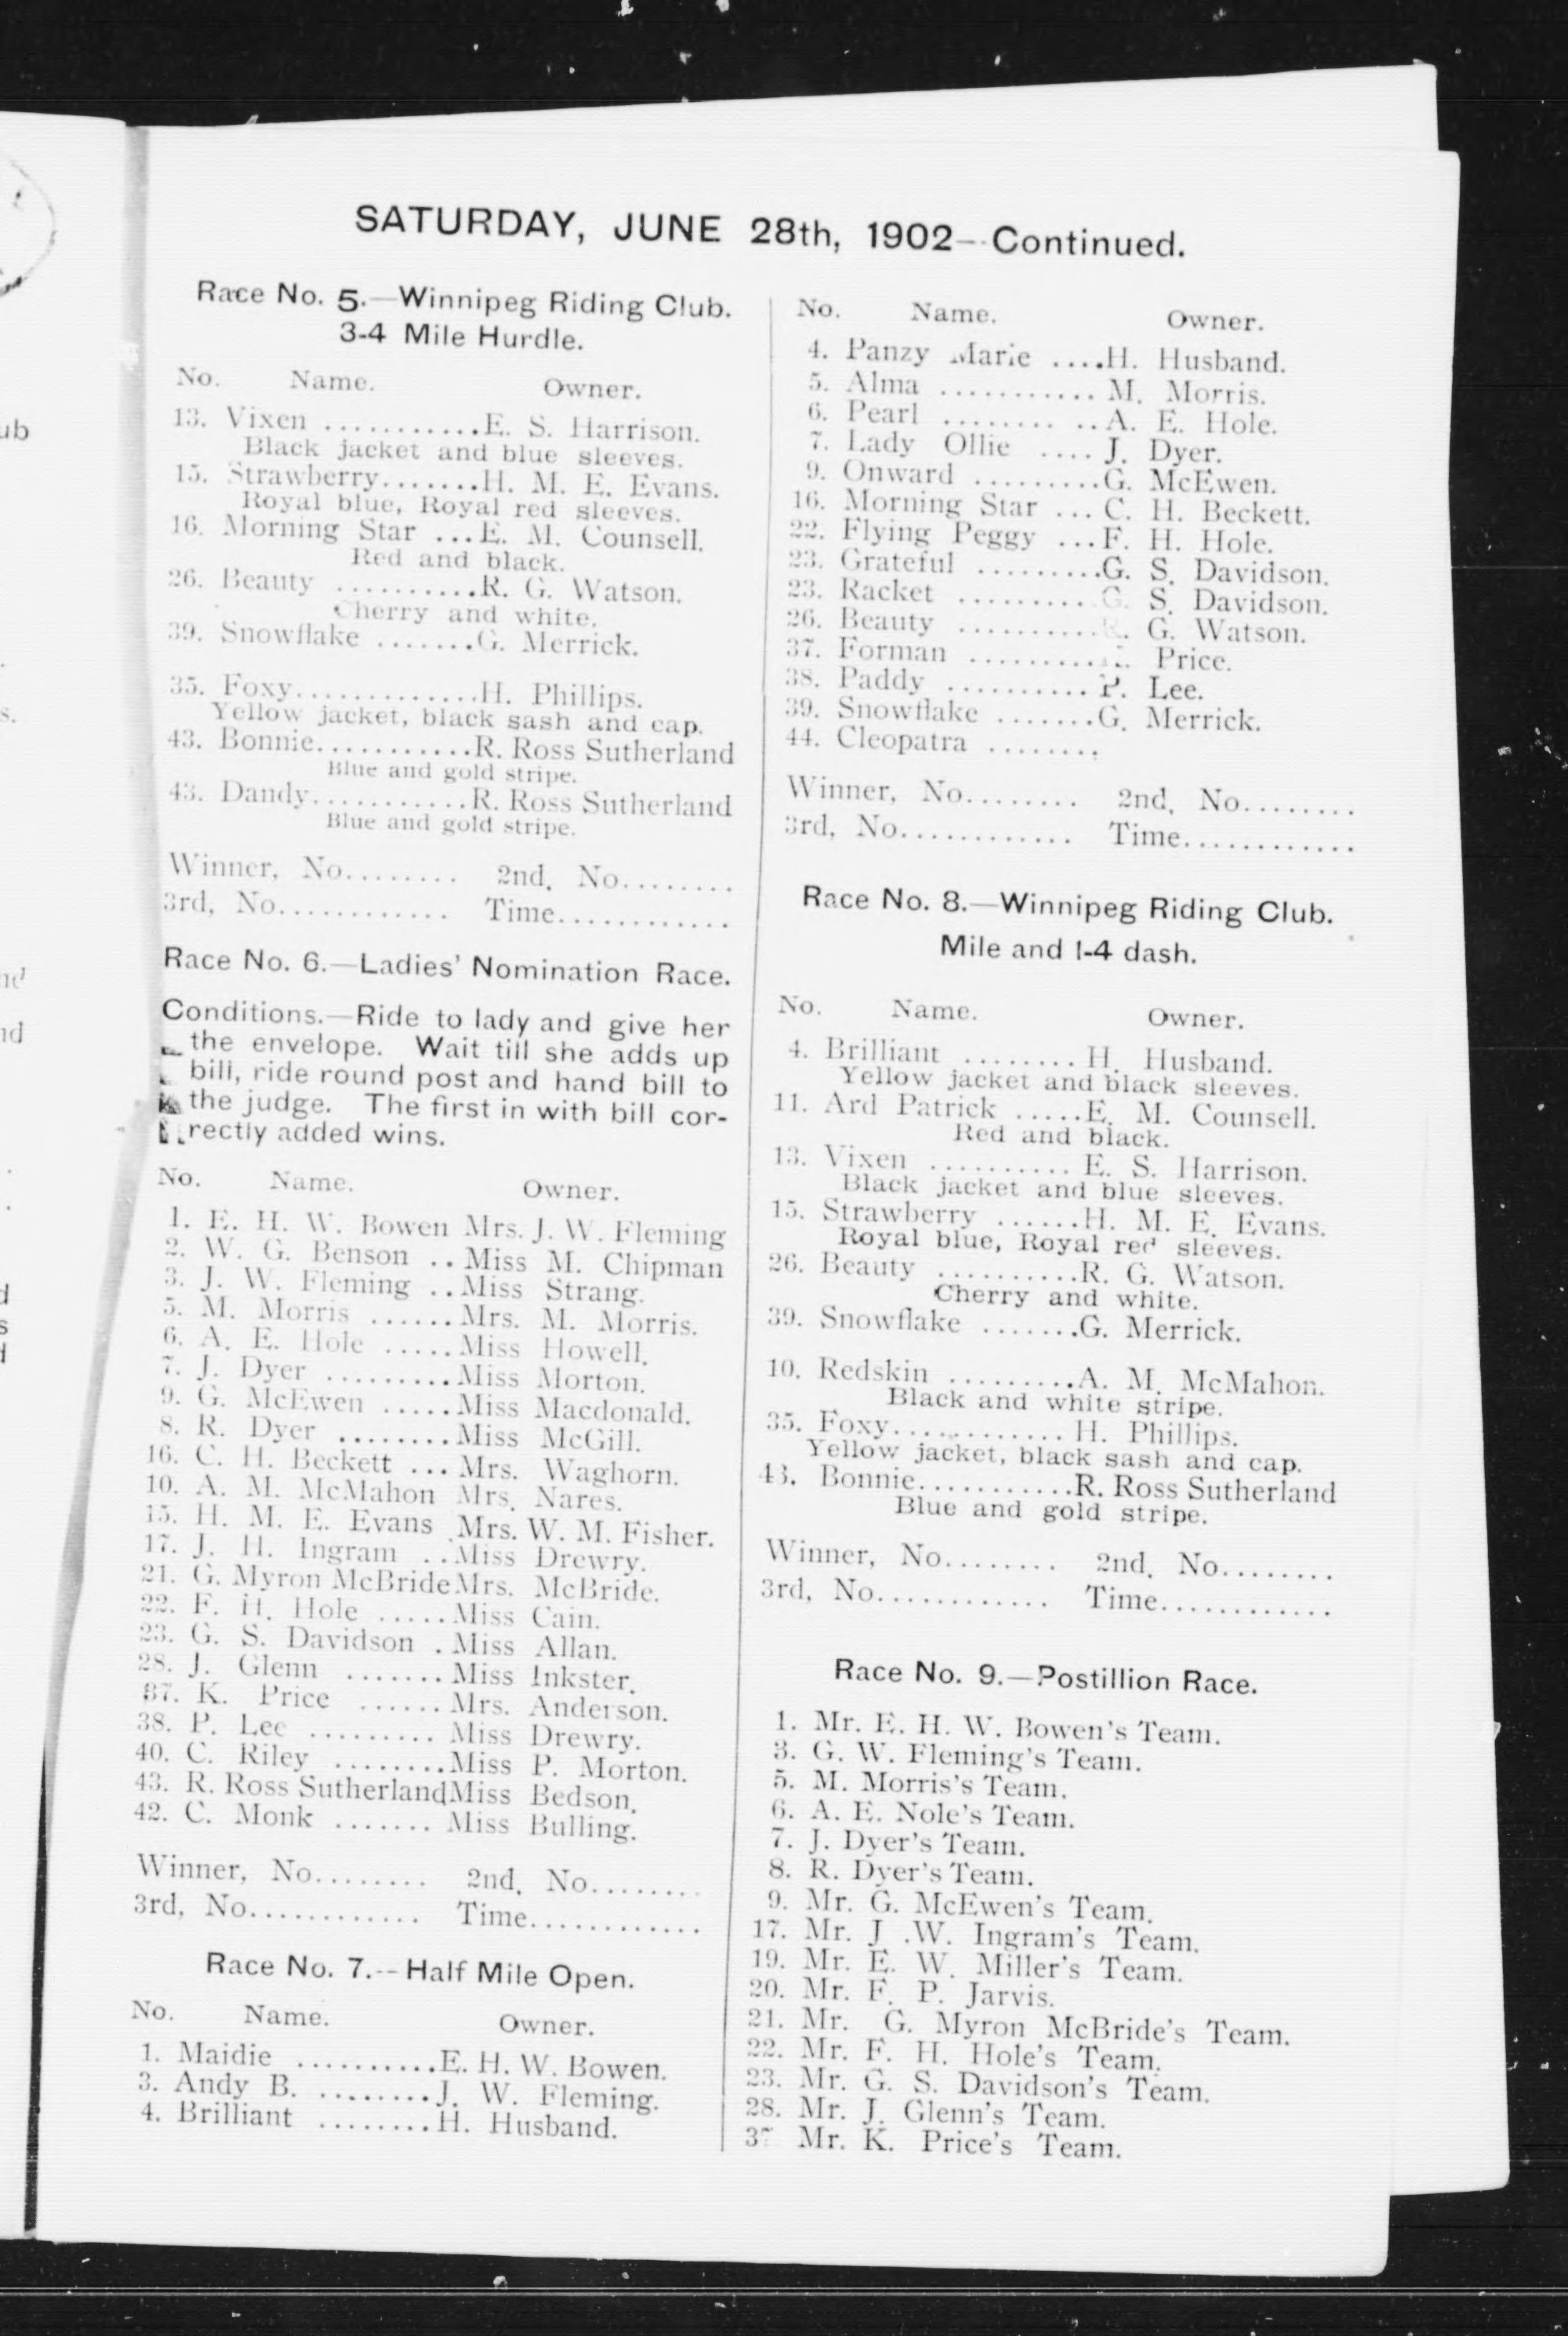 SATURDAY, JUNE 28th, 1902—Continued.
Race No. 5.—Winnipeg Riding Club.
3-4 Mile Hurdle.
No. Name. Owner.
13. Vixen ...........E. S. Harrison.
Black jacket and blue sleeves.
15. Strawberry.......H. M. E. Evans.
Royal blue, Royal red sleeves.
16. Morning Star ...E. M. Counsell.
Red and black.
26. Beauty ..........R. G. Watson.
Cherry and white.
39. Snowflake .......G. Merrick.
35. Foxy.............H. Phillips.
Yellow jacket, black sash and cap.
43. Bonnie...........R. Ross Sutherland
Blue and gold stripe.
43. Dandy...........R. Ross Sutherland
Blue and gold stripe.
Winner, No........ 2nd, No........
3rd, No............ Time............
Race No. 6.—Ladies' Nomination Race.
Conditions.—Ride to lady and give her
the envelope. Wait till she adds up
bill, ride round post and hand bill to
the judge. The first in with bill cor-
rectly added wins.
No. Name. Owner.
1. E. H. W. Bowen Mrs. J. W. Fleming
2. W. G. Benson .. Miss M. Chipman
3. J. W. Fleming ..Miss Strang.
5. M. Morris ......Mrs. M. Morris.
6. A. E. Hole .....Miss Howell.
7. J. Dyer .........Miss Morton.
9. G. McEwen .....Miss Macdonald.
8. R. Dyer ........Miss McGill.
16. C. H. Beckett ... Mrs. Waghorn.
10. A. M. McMahon Mrs. Nares.
15. H. M. E. Evans Mrs. W. M. Fisher.
17. J. H. Ingram ..Miss Drewry.
21. G. Myron McBrideMrs. McBride.
22. F. H. Hole .....Miss Cain.
23. G. S. Davidson .Miss Allan.
28. J. Glenn .......Miss Inkster.
37. K. Price ......Mrs. Anderson.
38. P. Lee ......... Miss Drewry.
40. C. Riley ........Miss P. Morton.
43. R. Ross SutherlandMiss Bedson.
42. C. Monk ....... Miss Bulling.
Winner, No........ 2nd, No........
3rd, No............ Time............
Race No. 7.--Half Mile Open.
No. Name. Owner.
1. Maidie ..........E. H. W. Bowen.
3. Andy B. ........J. W. Fleming.
4. Brilliant ........H. Husband.
No. Name. Owner.
4. Panzy Marie ....H. Husband.
5. Alma ........... M. Morris.
6. Pearl ........ ..A. E. Hole.
7. Lady Ollie .... J. Dyer.
9. Onward .........G. McEwen.
16. Morning Star ... C. H. Beckett.
22. Flying Peggy ...F. H. Hole.
23. Grateful .........G. S. Davidson.
23. Racket ..........G. S. Davidson.
26. Beauty ..........R. G. Watson.
37. Forman .......... Price.
38. Paddy .......... P. Lee.
39. Snowflake .......G. Merrick.
44. Cleopatra ........
Winner, No........ 2nd, No........
3rd, No............ Time............
Race No. 8.—Winnipeg Riding Club.
Mile and 1-4 dash.
No. Name. Owner.
4. Brilliant ........ H. Husband.
Yellow jacket and black sleeves.
11. Ard Patrick .....E. M. Counsell.
Red and black.
13. Vixen .......... E. S. Harrison.
Black jacket and blue sleeves.
15. Strawberry ......H. M. E. Evans.
Royal blue, Royal red sleeves.
26. Beauty ..........R. G. Watson.
Cherry and white.
39. Snowflake .......G. Merrick.
10. Redskin .........A. M. McMahon.
Black and white stripe.
35. Foxy............ H. Phillips.
Yellow jacket, black sash and cap.
43. Bonnie...........R. Ross Sutherland
Blue and gold stripe.
Winner, No........ 2nd, No........
3rd, No............ Time............
Race No. 9.—Postillion Race.
1. Mr. E. H. W. Bowen's Team.
3. G. W. Fleming's Team.
5. M. Morris's Team.
6. A. E. Nole's Team.
7. J. Dyer's Team.
8. R. Dyer's Team.
9. Mr. G. McEwen's Team.
17. Mr. J .W. Ingram's Team.
19. Mr. E. W. Miller's Team.
20. Mr. F. P. Jarvis.
21. Mr. G. Myron McBride's Team.
22. Mr. F. H. Hole's Team.
23. Mr. G. S. Davidson's Team.
28. Mr. J. Glenn's Team.
37 Mr. K. Price's Team.